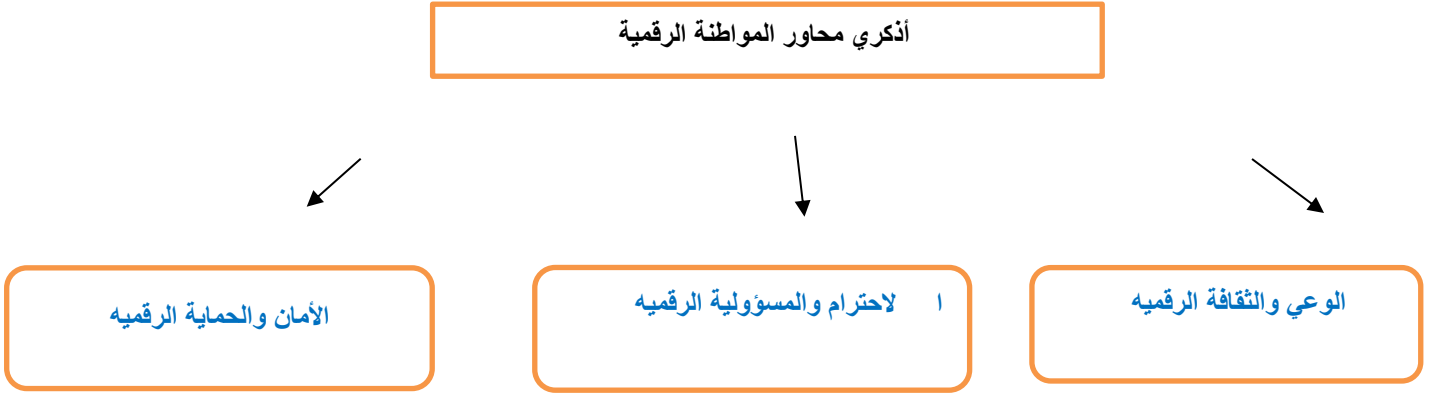 أذكري محاور المواطنة الرقمية
الوعي والثقافة الرقميه
ا لاحترام والمسؤولية الرقميه
الأمان والحماية الرقميه